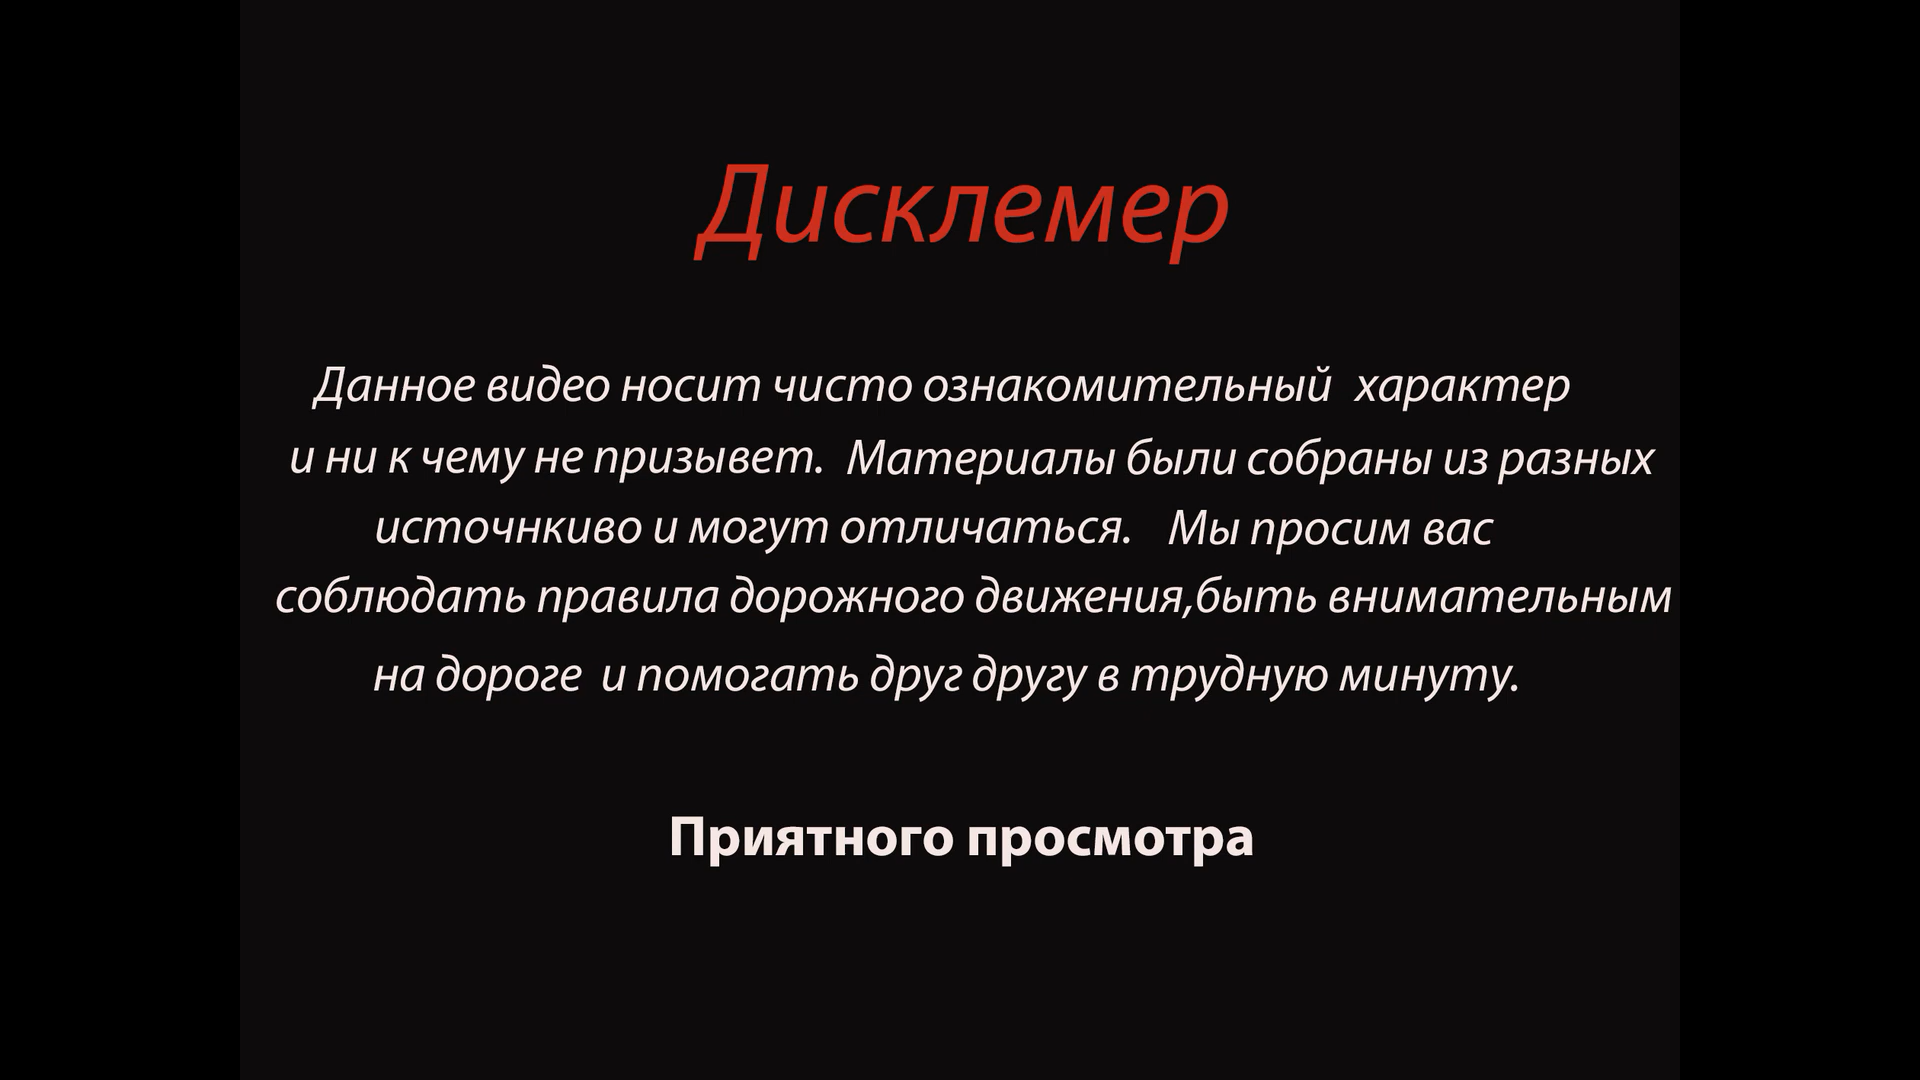 Дисклемер
Данное видео носит чисто ознакомительный характер
и ни к чему не призывет. Материалы были собраны из разных
источнкиво и могут отличаться. Мы просим вас
соблюдать правила дорожного движения,быть внимательным
на дороге и помогать друг другу в трудную минуту.
Приятного просмотра